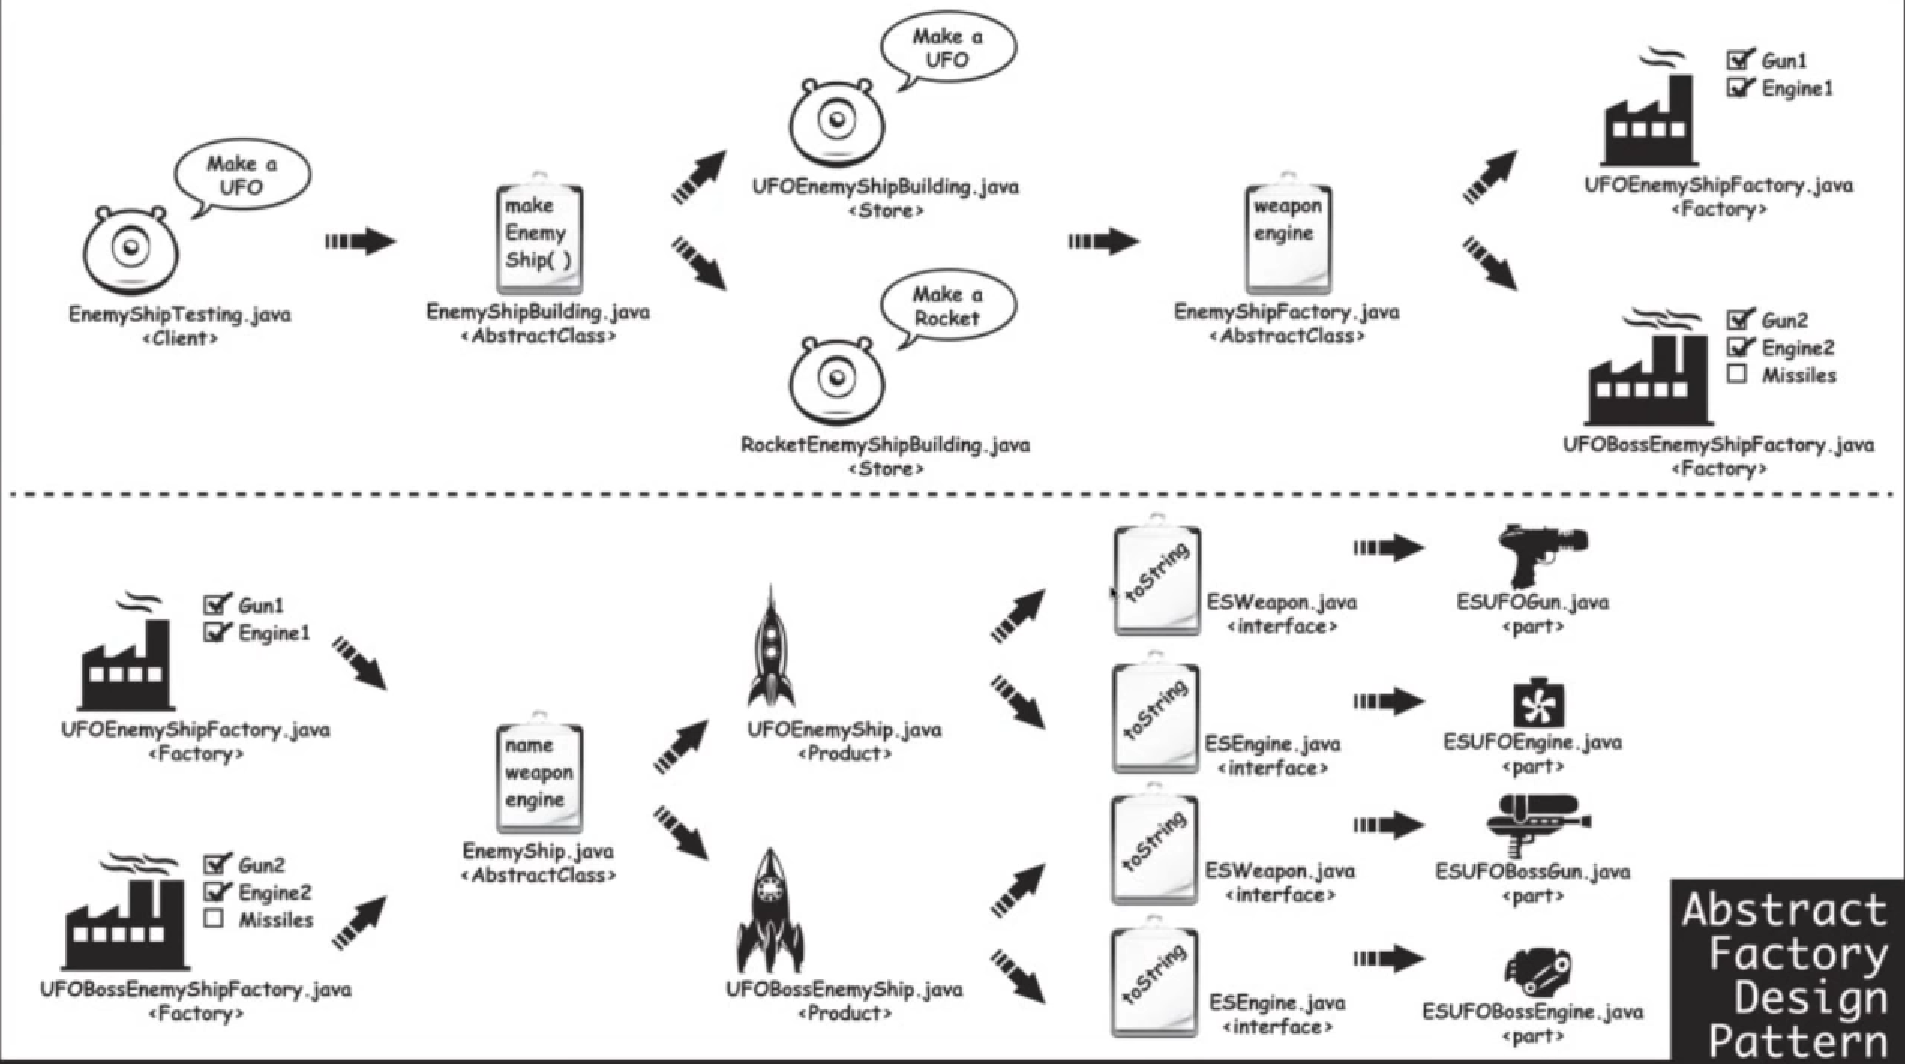 Make a
UFO
EnemyShipTesting.java
<Client>
make
Enemy
Ship( )
EnemyShipBuilding.java
<AbstractClass>
Make a
UFO
UFOEnemyShipBuilding.java
<Store>
Make a
Rocket
RocketEnemyShipBuilding.java
<Store>
weapon
engine
EnemyShipFactory.java
<AbstractClass>
Gun1
Engine1
UFOEnemyShipFactory.java
<Factory>
Gun2
Engine2
Missiles
UFOBossEnemyShipFactory.java
<Factory>
Gun1
Engine1
UFOEnemyShipFactory.java
<Factory>
Gun2
Engine2
Missiles
UFOBossEnemyShipFactory.java
<Factory>
name
weapon
engine
EnemyShip.java
<AbstractClass>
UFOEnemyShip.java
<Product>
UFOBossEnemyShip.java
<Product>
toString
ESWeapon.java
<interface>
ESUFOGun.java
<part>
toString
ESEngine.java
<interface>
ESUFOEngine.java
<part>
toString
ESWeapon.java
<interface>
ESUFOBossGun.java
<part>
toString
ESEngine.java
<interface>
ESUFOBossEngine.java
<part>
Abstract
Factory
Design
Pattern